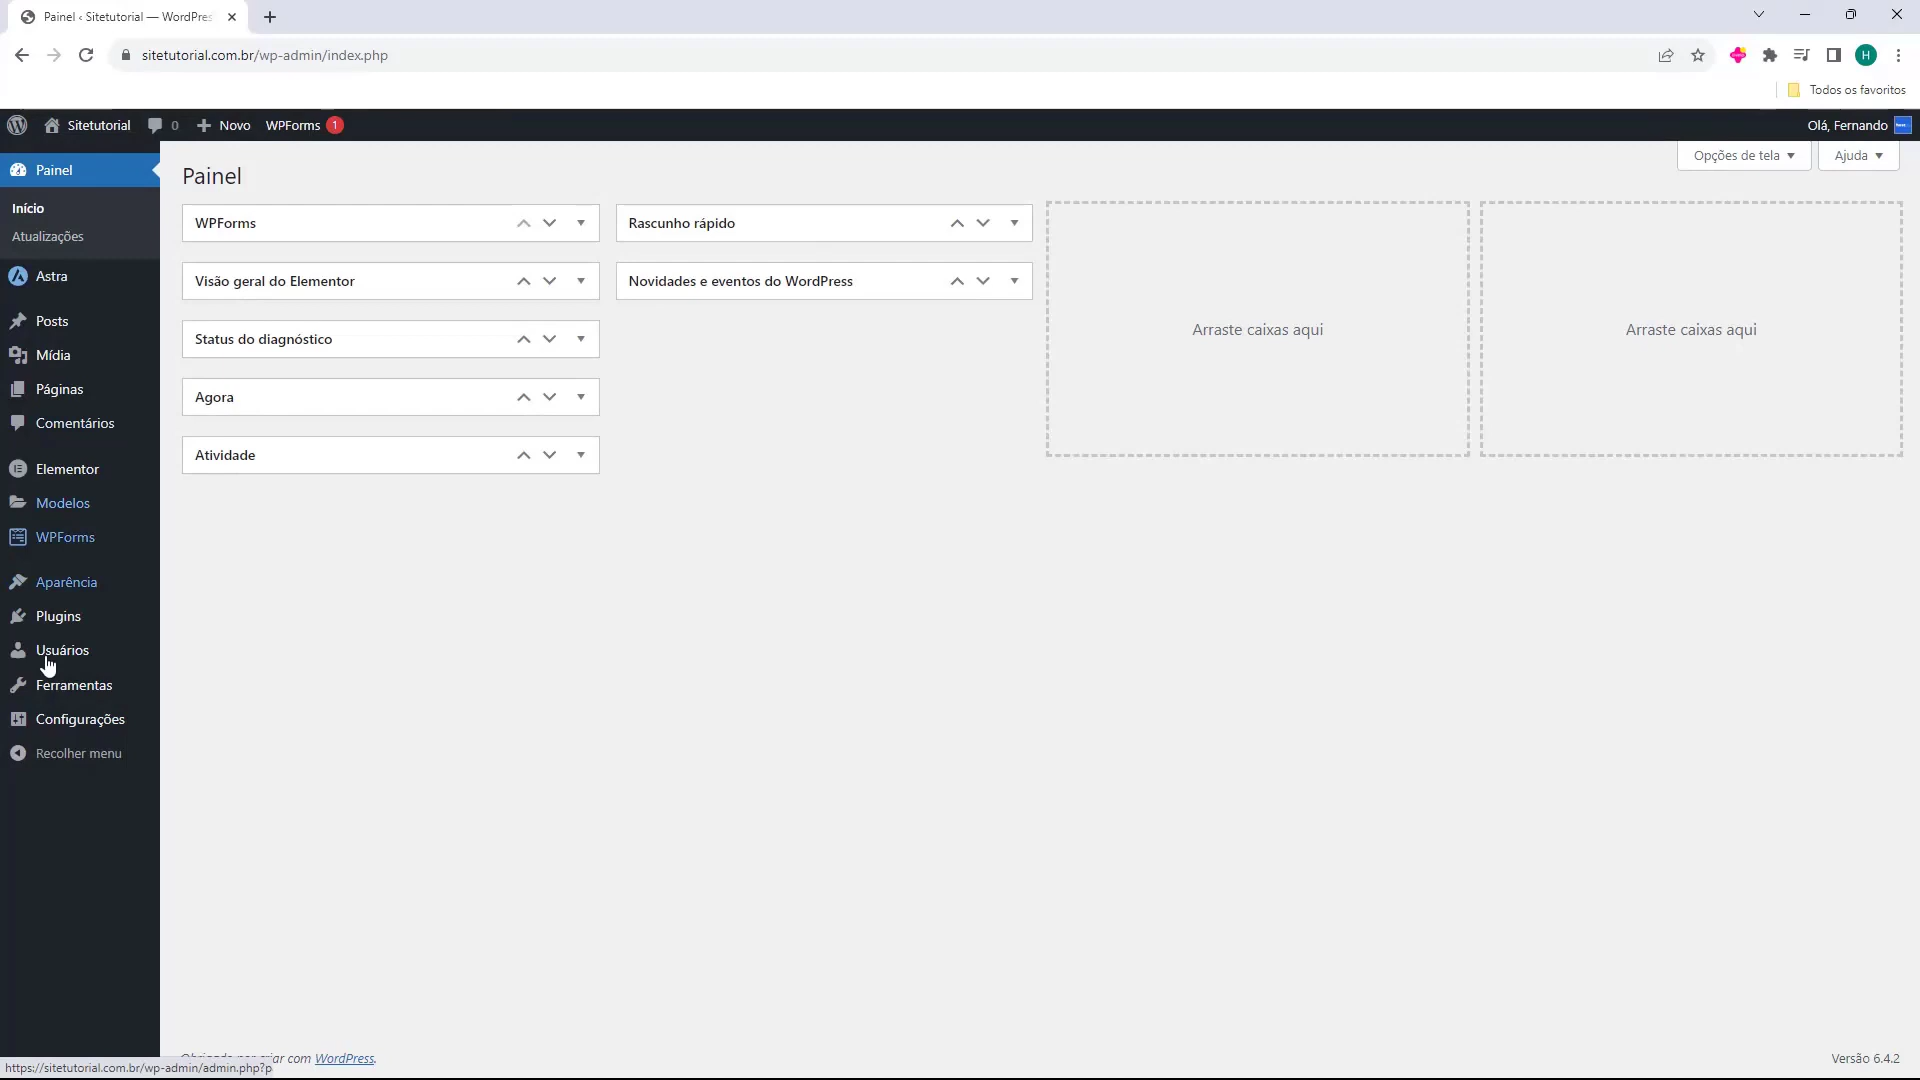 Painel ‹ Sitetutorial — WordPres
sitetutorial.com.br/wp-admin/index.php
H
Todos os favoritos
Sitetutorial
0
Novo
WPForms
1
Olá, Fernando
Painel
Início
Atualizações
Astra
Posts
Mídia
Páginas
Comentários
Elementor
Modelos
WPForms
Aparência
Plugins
Usuários
Ferramentas
Configurações
Recolher menu
Opções de tela
Ajuda
Painel
WPForms
Visão geral do Elementor
Status do diagnóstico
Agora
Atividade
Rascunho rápido
Novidades e eventos do WordPress
Arraste caixas aqui
Arraste caixas aqui
criar com WordPress.
Versão 6.4.2
https://sitetutorial.com.br/wp-admin/admin.php?p